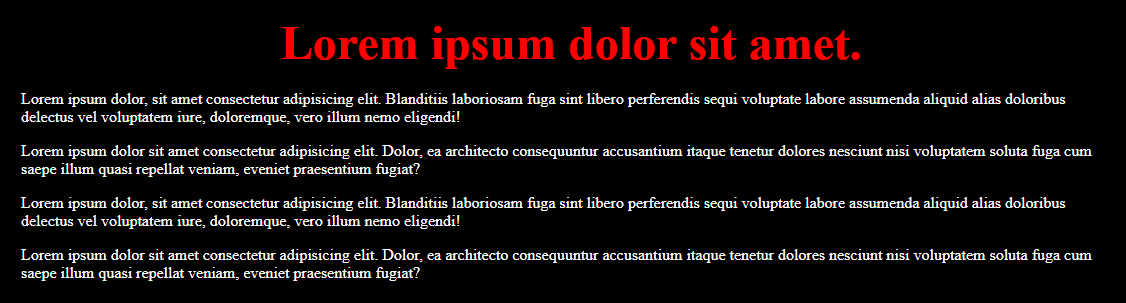 Lorem ipsum dolor sit amet.
Lorem ipsum dolor, sit amet consectetur adipisicing elit. Blanditiis laboriosam fuga sint libero perferendis sequi voluptate labore assumenda aliquid alias doloribus
delectus vel voluptatem iure, doloremque, vero illum nemo eligendi!
Lorem ipsum dolor sit amet consectetur adipisicing elit. Dolor, ea architecto consequuntur accusantium itaque tenetur dolores nesciunt nisi voluptatem soluta fuga cum
saepe illum quasi repellat veniam, eveniet praesentium fugiat?
Lorem ipsum dolor, sit amet consectetur adipisicing elit. Blanditiis laboriosam fuga sint libero perferendis sequi voluptate labore assumenda aliquid alias doloribus
delectus vel voluptatem iure, doloremque, vero illum nemo eligendi!
Lorem ipsum dolor sit amet consectetur adipisicing elit. Dolor, ea architecto consequuntur accusantium itaque tenetur dolores nesciunt nisi voluptatem soluta fuga cum
saepe illum quasi repellat veniam, eveniet praesentium fugiat?